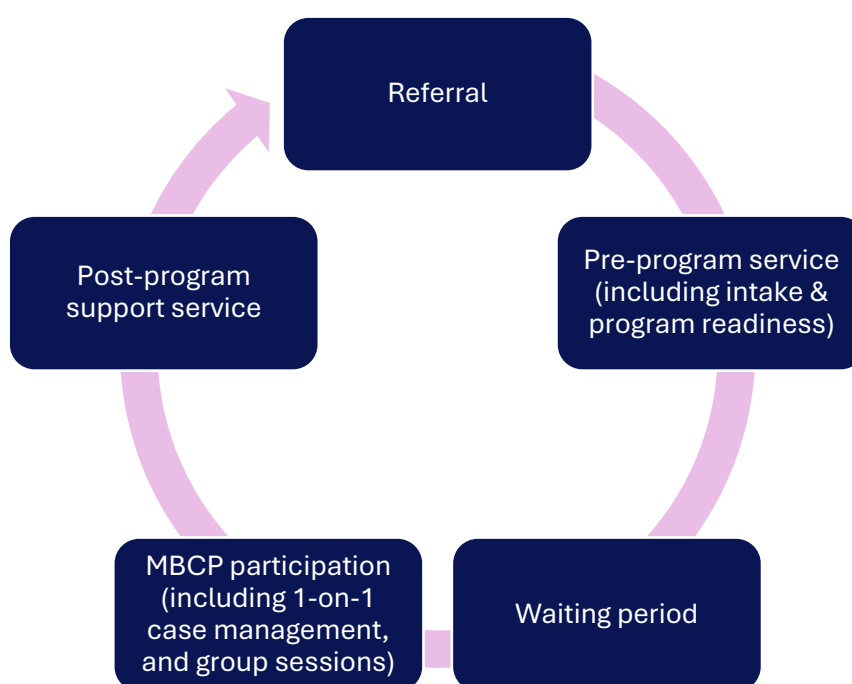 Referral
Pre-program service
(including intake &
program readiness)
Waiting period
MBCP participation
(including 1-on-1
case management,
and group sessions)
Post-program
support service